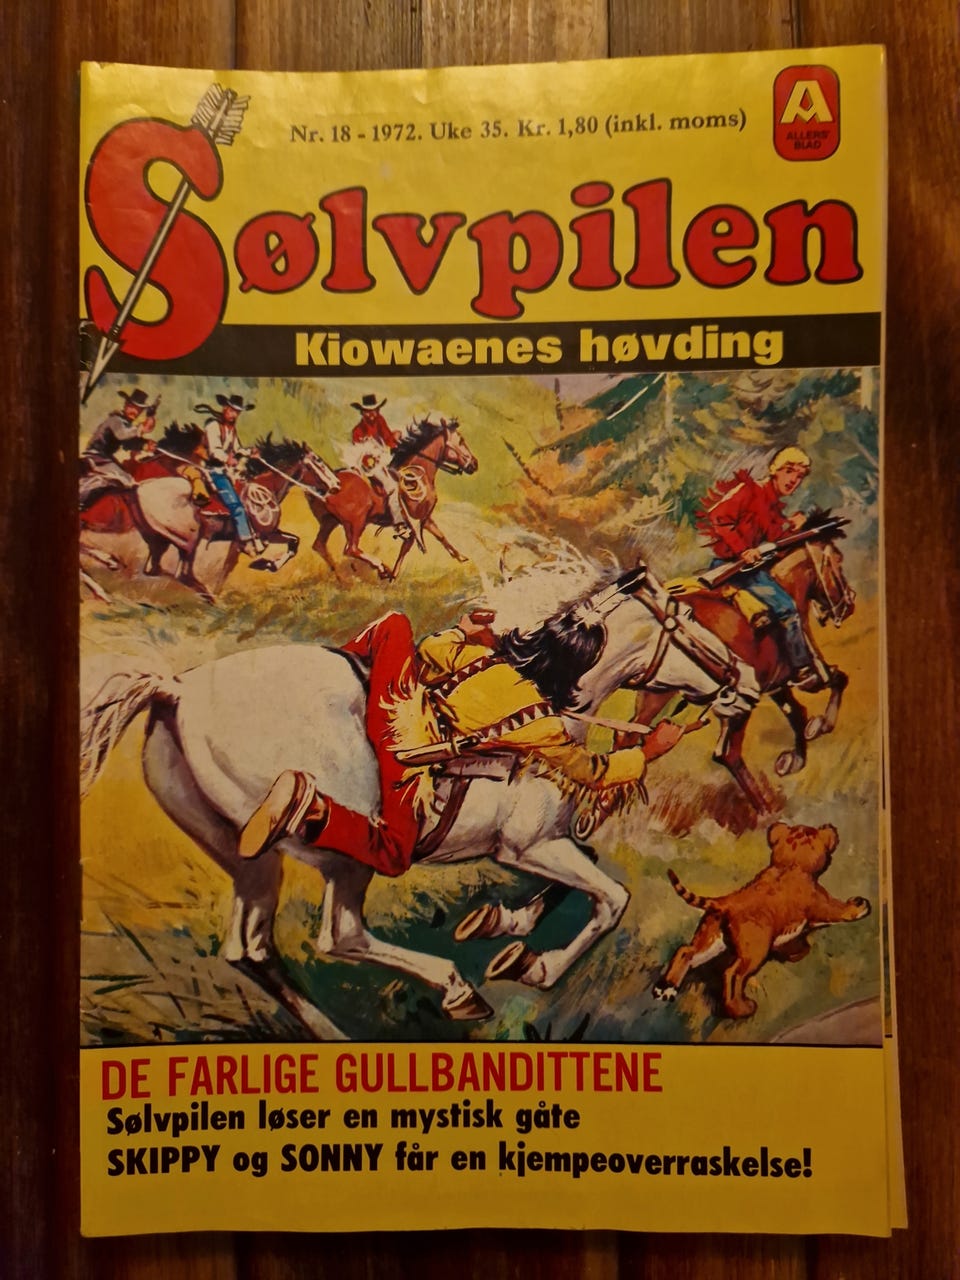 Nr. 18 - 1972. Uke 35. Kr. 1,80 (inkl. moms)
A
ALLERS'
BLAD
Sølvpilen
Kiowaenes høvding
DE FARLIGE GULLBANDITTENE
Sølvpilen løser en mystisk gåte
SKIPPY og SONNY får en kjempeoverraskelse!